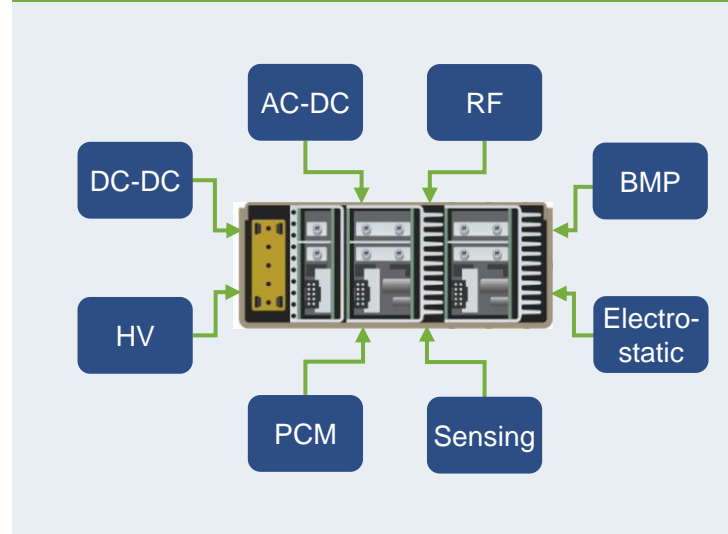 AC-DC
RF
DC-DC
BMP
HV
Electro-
static
PCM
Sensing